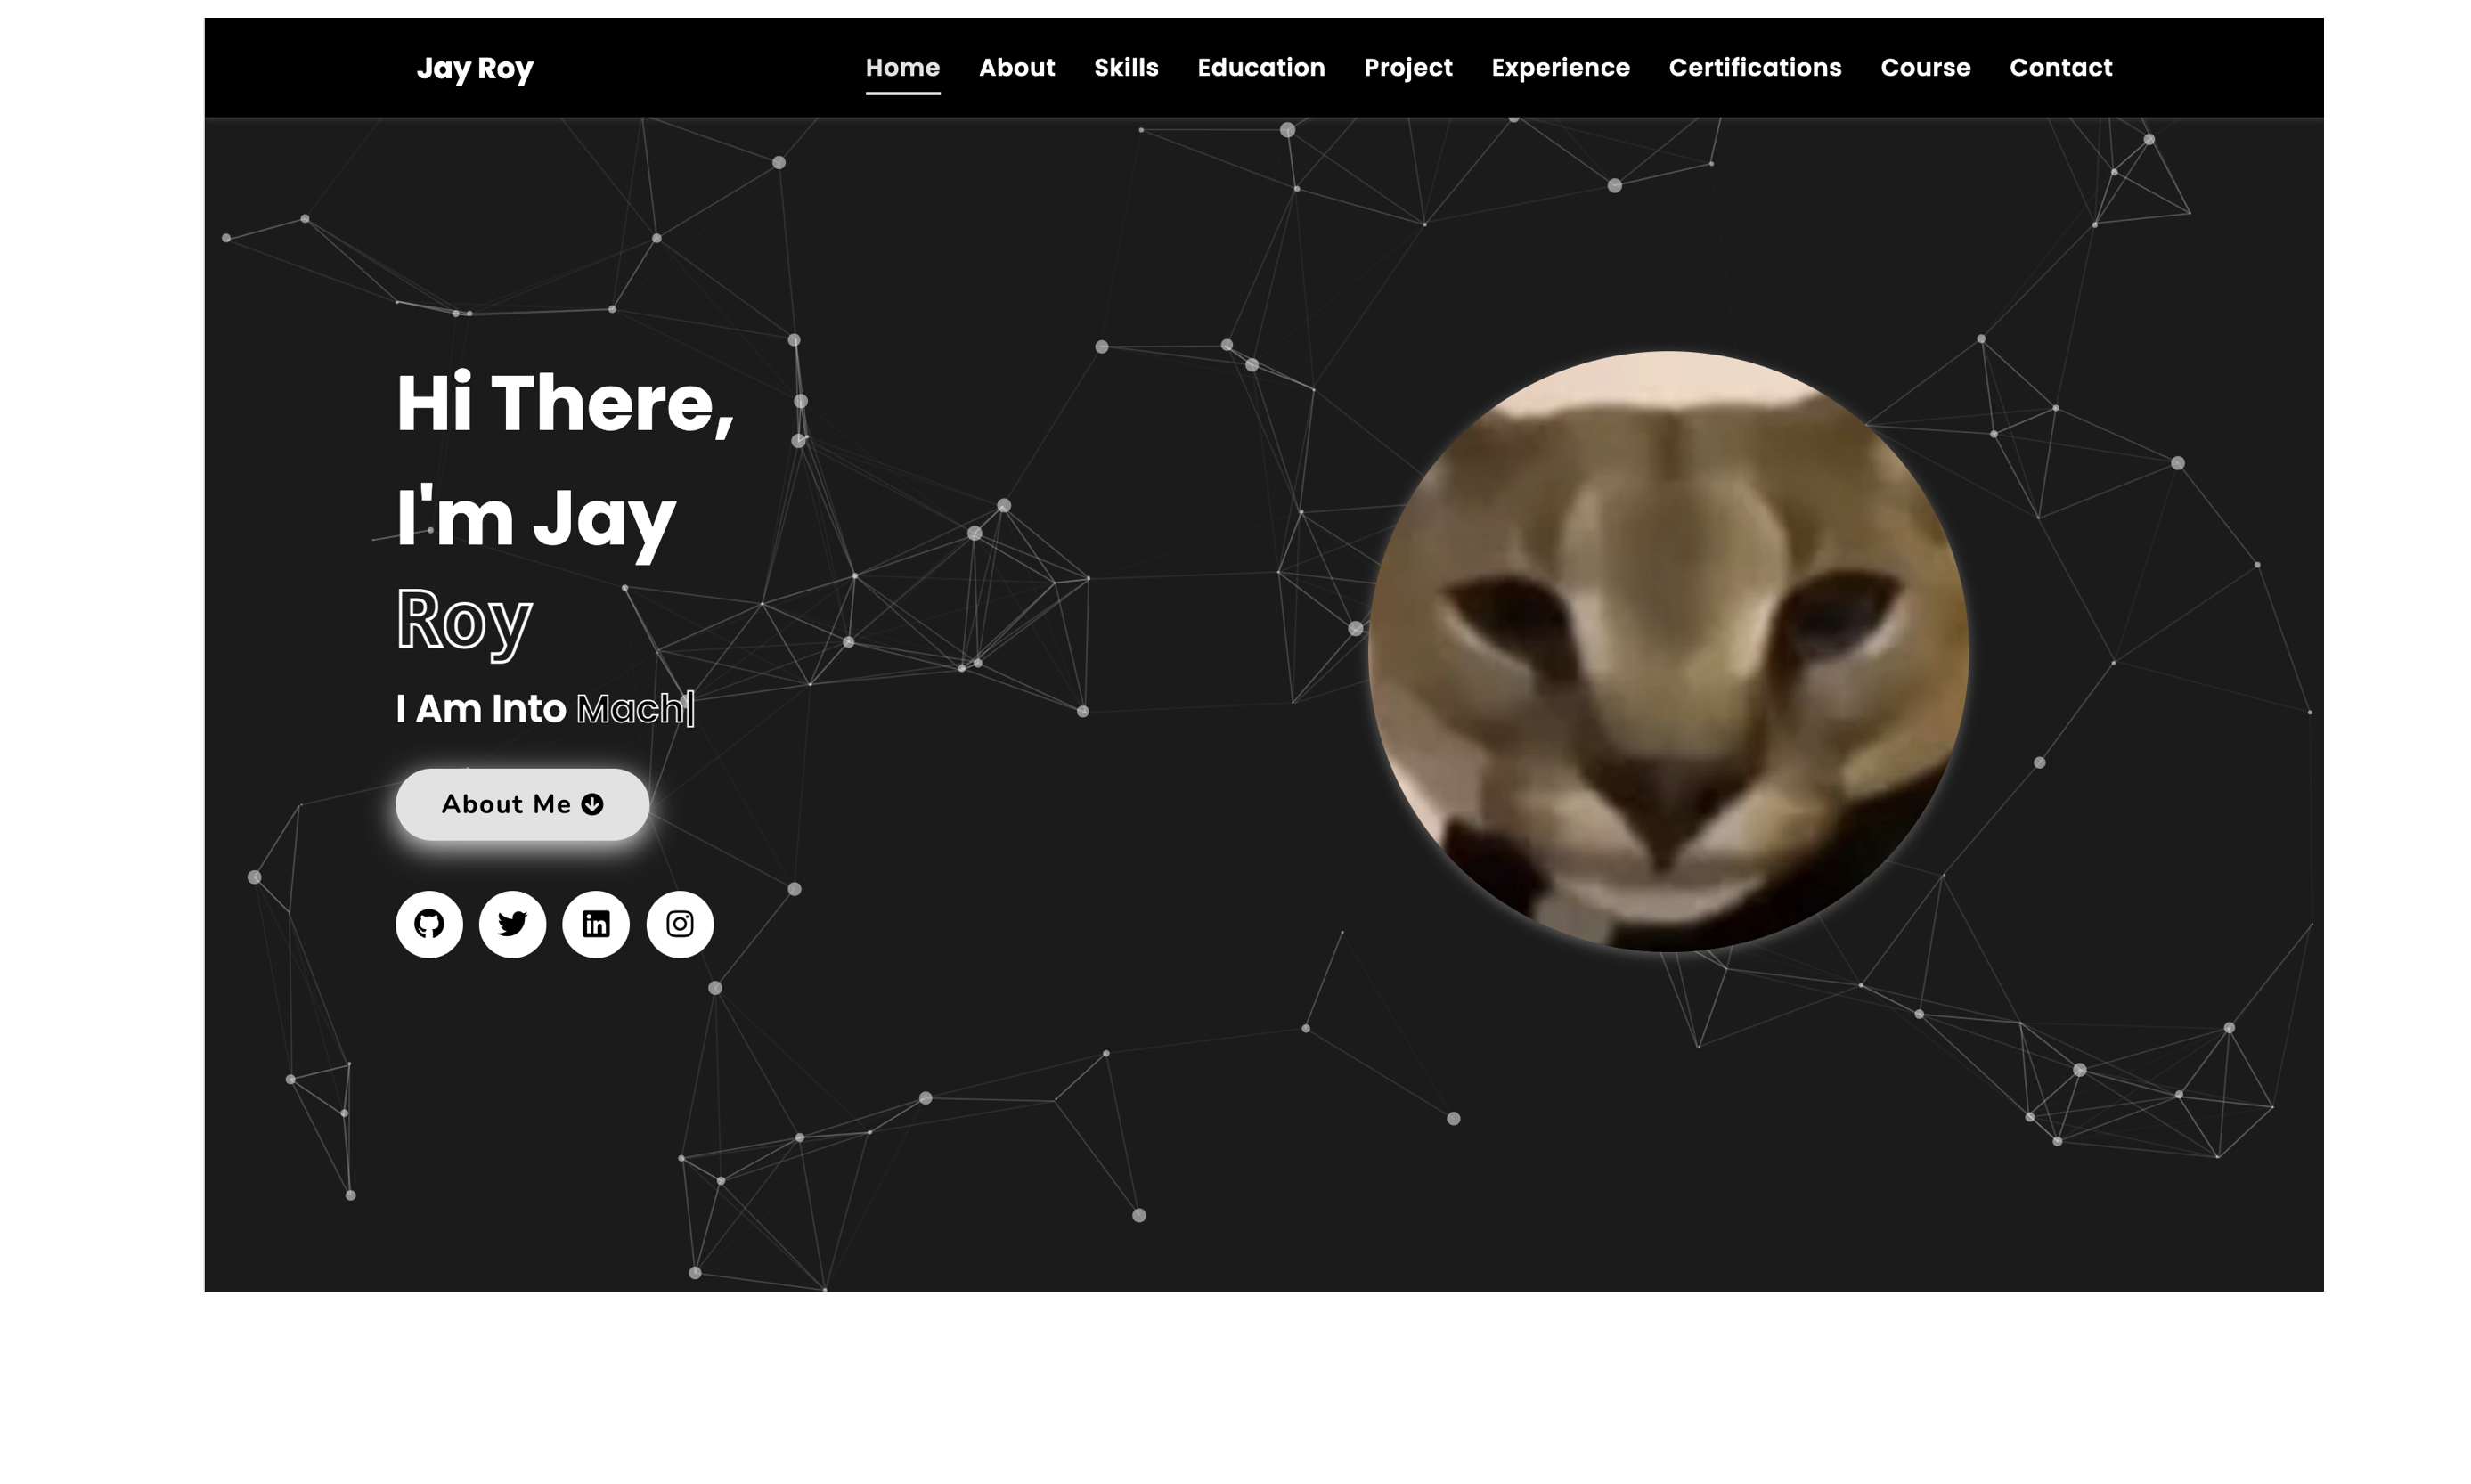 Jay Roy
Home About Skills Education Project Experience Certifications Course Contact
Hi There,
I'm Jay
Roy
I Am Into Mach|
About Me